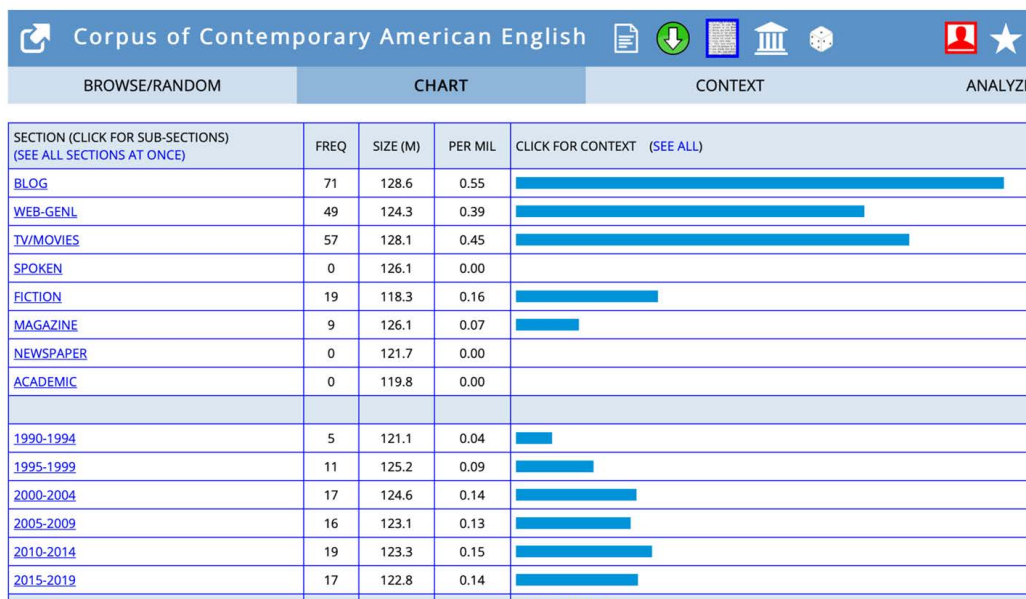 Corpus of Contemporary American English
BROWSE/RANDOM CHART CONTEXT ANALYZE
SECTION (CLICK FOR SUB-SECTIONS)
(SEE ALL SECTIONS AT ONCE) FREQ SIZE (M) PER MIL CLICK FOR CONTEXT (SEE ALL)
BLOG 71 128.6 0.55
WEB-GENL 49 124.3 0.39
TV/MOVIES 57 128.1 0.45
SPOKEN 0 126.1 0.00
FICTION 19 118.3 0.16
MAGAZINE 9 126.1 0.07
NEWSPAPER 0 121.7 0.00
ACADEMIC 0 119.8 0.00
1990-1994 5 121.1 0.04
1995-1999 11 125.2 0.09
2000-2004 17 124.6 0.14
2005-2009 16 123.1 0.13
2010-2014 19 123.3 0.15
2015-2019 17 122.8 0.14